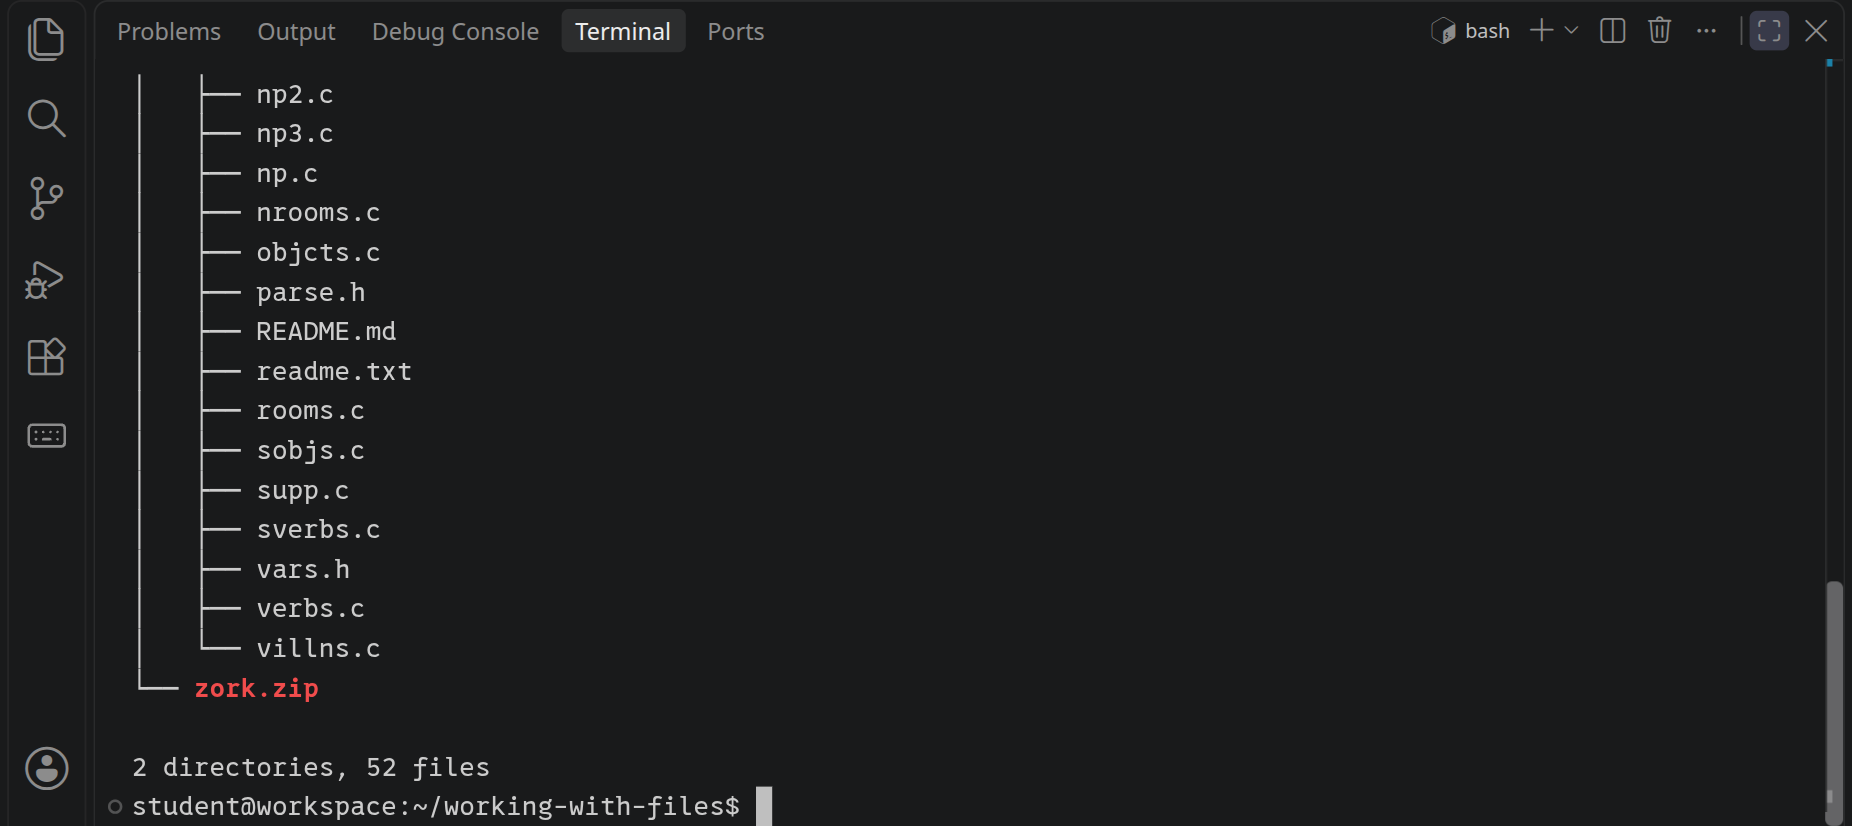 Problems Output Debug Console Terminal Ports bash
│   ├── np2.c
│   ├── np3.c
│   ├── np.c
│   ├── nrooms.c
│   ├── objcts.c
│   ├── parse.h
│   ├── README.md
│   ├── readme.txt
│   ├── rooms.c
│   ├── sobjs.c
│   ├── supp.c
│   ├── sverbs.c
│   ├── vars.h
│   ├── verbs.c
│   └── villns.c
└── zork.zip
2 directories, 52 files
student@workspace:~/working-with-files$